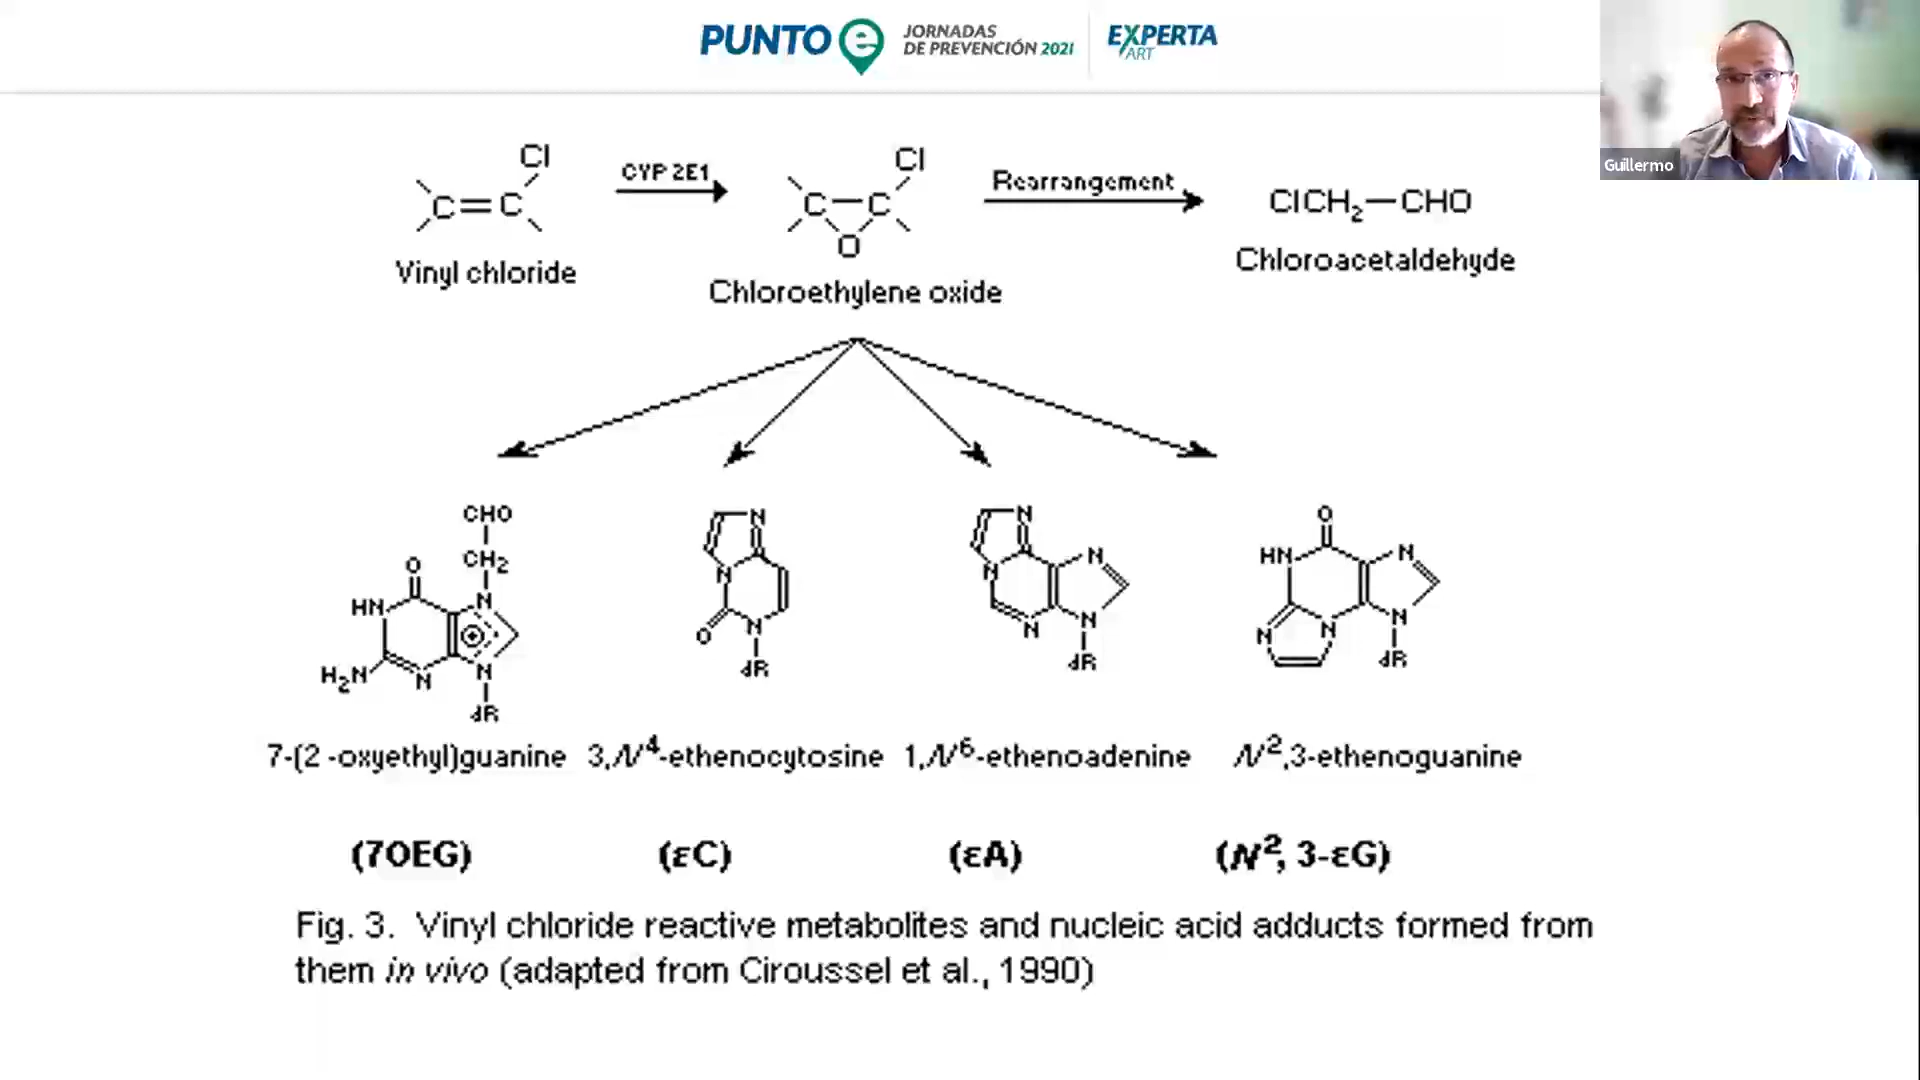 PUNTO e JORNADAS DE PREVENCIÓN 2021 EXPERTA ART
Guillermo
Cl
C=C
Vinyl chloride
CYP 2E1
Cl
C—C
O
Chloroethylene oxide
Rearrangement
ClCH2—CHO
Chloroacetaldehyde
CHO
CH2
O
HN
N
H2N
N
N
dR
N
N
O
N
dR
N
N
N
N
N
dR
O
HN
N
N
N
N
dR
7-(2 -oxyethyl)guanine 3,N4-ethenocytosine 1,N6-ethenoadenine N2,3-ethenoguanine
(7OEG) (εC) (εA) (N2, 3-εG)
Fig. 3. Vinyl chloride reactive metabolites and nucleic acid adducts formed from
them in vivo (adapted from Ciroussel et al., 1990)